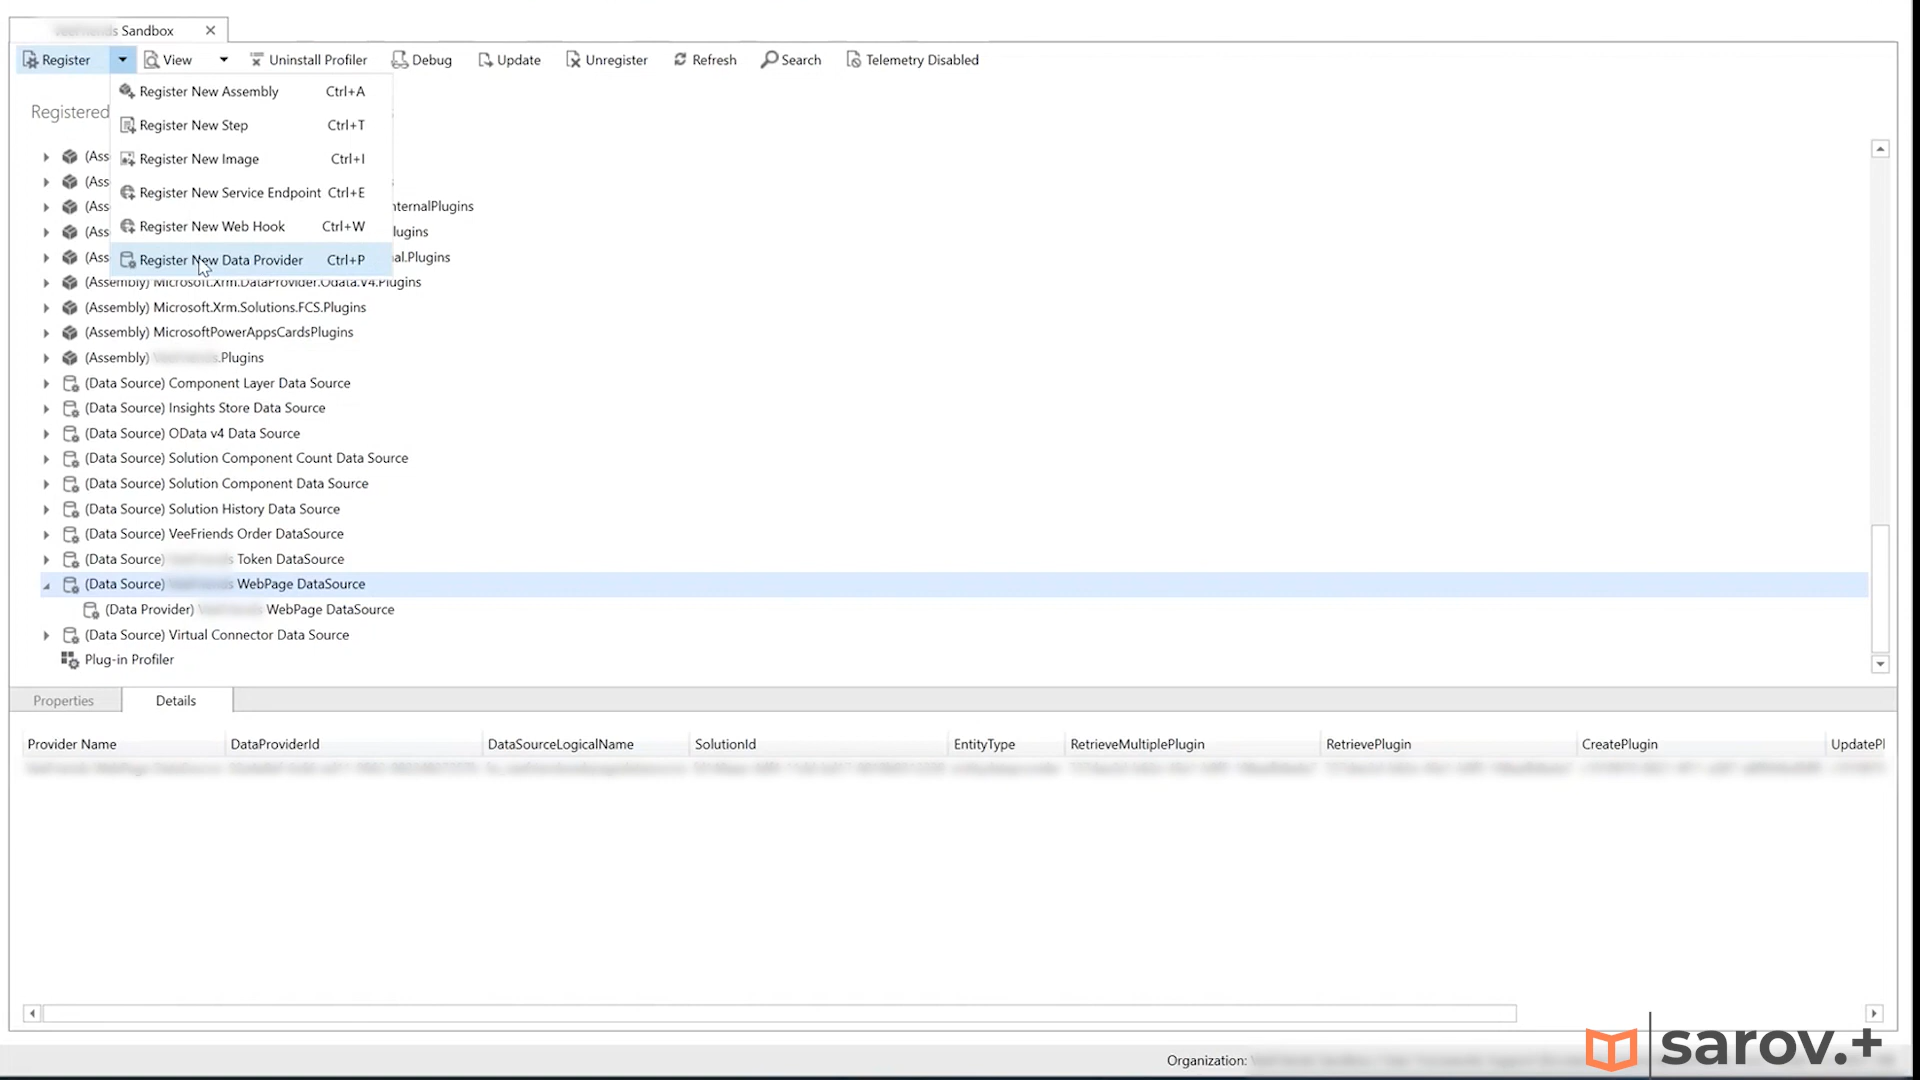 Sandbox
Register View Uninstall Profiler Debug Update Unregister Refresh Search Telemetry Disabled
Register New Assembly Ctrl+A
Registered
Register New Step Ctrl+T
(Ass Register New Image Ctrl+I
(Ass
Register New Service Endpoint Ctrl+E
(Ass nternalPlugins
Register New Web Hook Ctrl+W
(Ass lugins
(Ass Register New Data Provider Ctrl+P al.Plugins
(Assembly) Microsoft.Xrm.DataProvider.Odata.V4.Plugins
(Assembly) Microsoft.Xrm.Solutions.FCS.Plugins
(Assembly) MicrosoftPowerAppsCardsPlugins
(Assembly) .Plugins
(Data Source) Component Layer Data Source
(Data Source) Insights Store Data Source
(Data Source) OData v4 Data Source
(Data Source) Solution Component Count Data Source
(Data Source) Solution Component Data Source
(Data Source) Solution History Data Source
(Data Source) VeeFriends Order DataSource
(Data Source) s Token DataSource
(Data Source) s WebPage DataSource
(Data Provider) WebPage DataSource
(Data Source) Virtual Connector Data Source
Plug-in Profiler
Properties Details
Provider Name DataProviderId DataSourceLogicalName SolutionId EntityType RetrieveMultiplePlugin RetrievePlugin CreatePlugin UpdatePl
Organization:
sarov.+